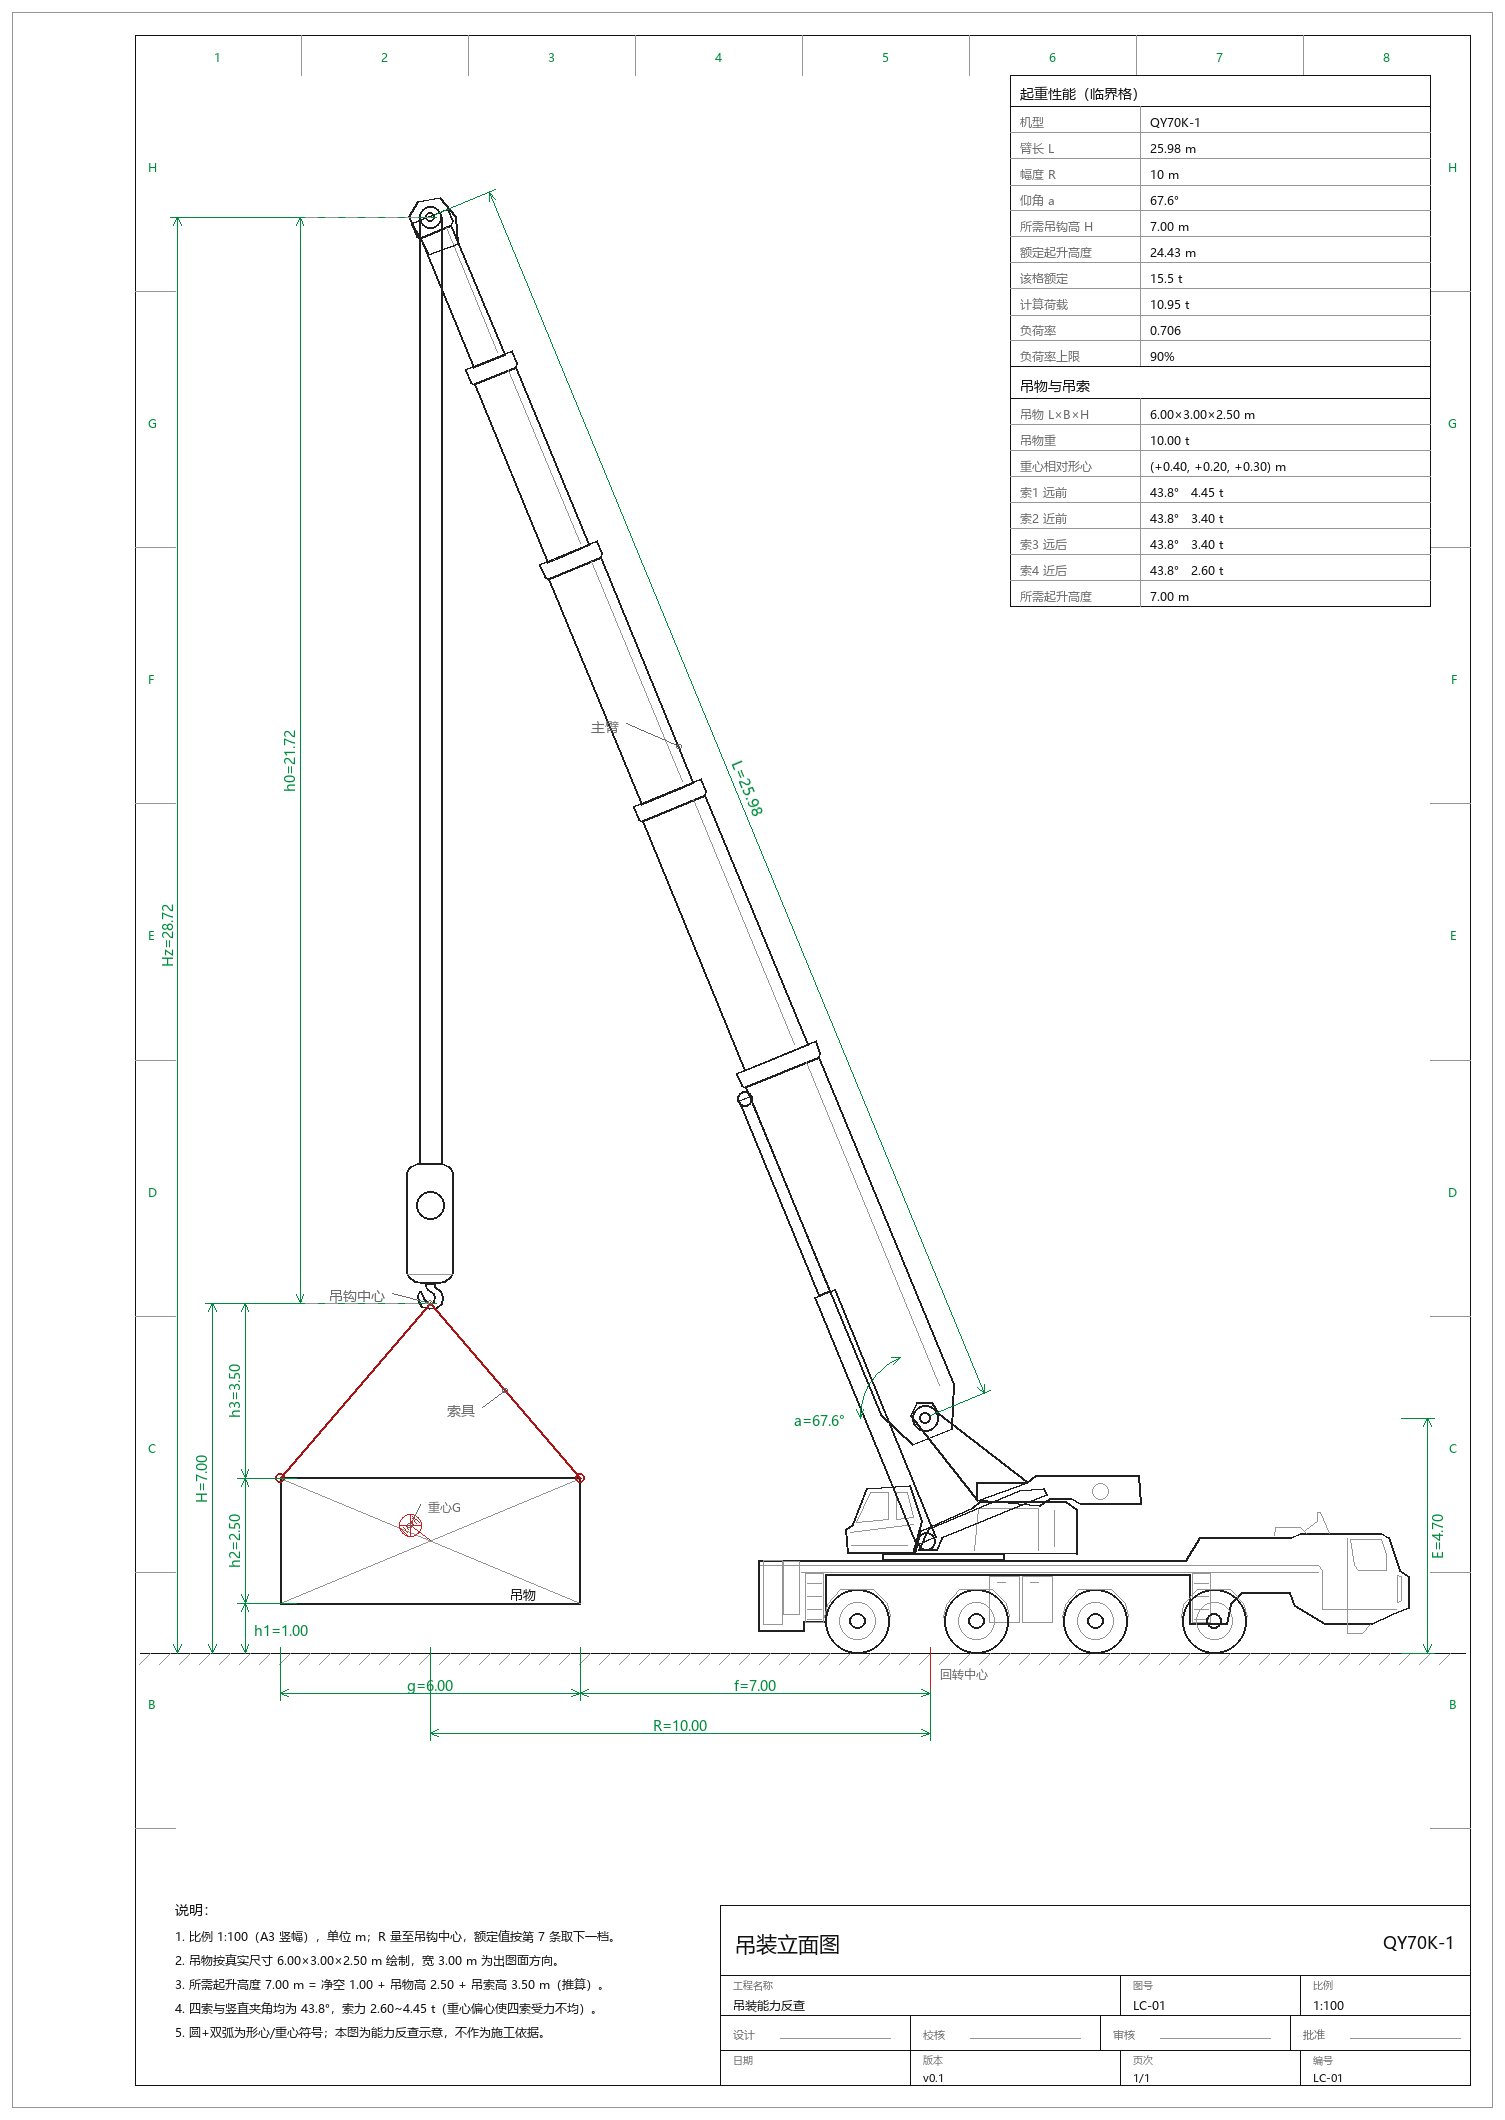 1 2 3 4 5 6 7 8
起重性能（临界格）
机型 QY70K-1
臂长 L 25.98 m
幅度 R 10 m
仰角 a 67.6°
所需吊钩高 H 7.00 m
额定起升高度 24.43 m
该格额定 15.5 t
计算荷载 10.95 t
负荷率 0.706
负荷率上限 90%
吊物与吊索
吊物 L×B×H 6.00×3.00×2.50 m
吊物重 10.00 t
重心相对形心 (+0.40, +0.20, +0.30) m
索1 远前 43.8° 4.45 t
索2 近前 43.8° 3.40 t
索3 远后 43.8° 3.40 t
索4 近后 43.8° 2.60 t
所需起升高度 7.00 m
H H
G G
F F
E E
D D
C C
B B
主臂
h0=21.72
L=25.98
Hz=28.72
吊钩中心
h3=3.50
索具
a=67.6°
H=7.00
重心G
h2=2.50
吊物
E=4.70
h1=1.00
回转中心
g=6.00
f=7.00
R=10.00
说明：
1. 比例 1:100（A3 竖幅），单位 m；R 量至吊钩中心，额定值按第 7 条取下一档。
2. 吊物按真实尺寸 6.00×3.00×2.50 m 绘制，宽 3.00 m 为出图面方向。
3. 所需起升高度 7.00 m = 净空 1.00 + 吊物高 2.50 + 吊索高 3.50 m（推算）。
4. 四索与竖直夹角均为 43.8°，索力 2.60~4.45 t（重心偏心使四索受力不均）。
5. 圆+双弧为形心/重心符号；本图为能力反查示意，不作为施工依据。
吊装立面图 QY70K-1
工程名称 图号 比例
吊装能力反查 LC-01 1:100
设计 校核 审核 批准
日期 版本 页次 编号
v0.1 1/1 LC-01